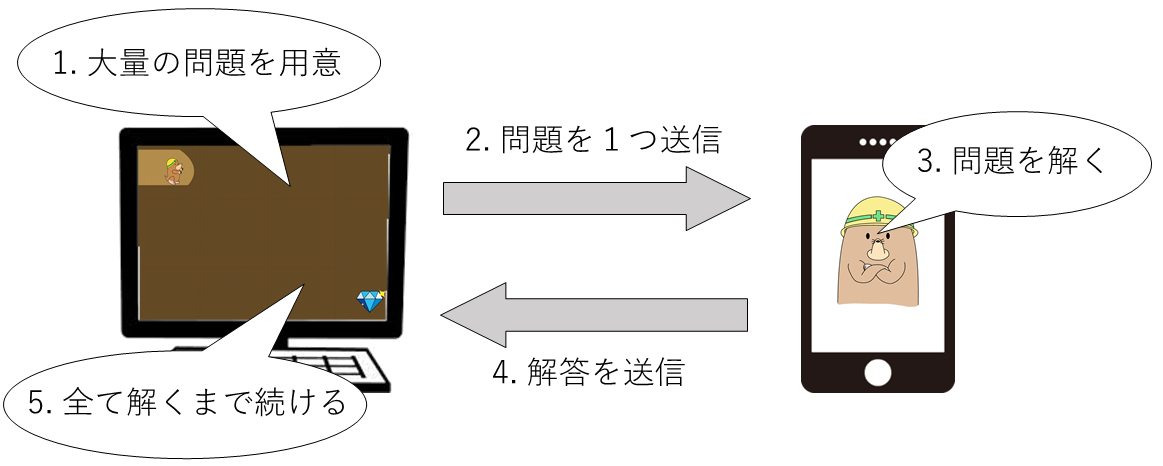 1. 大量の問題を用意
2. 問題を1つ送信
3. 問題を解く
4. 解答を送信
5. 全て解くまで続ける